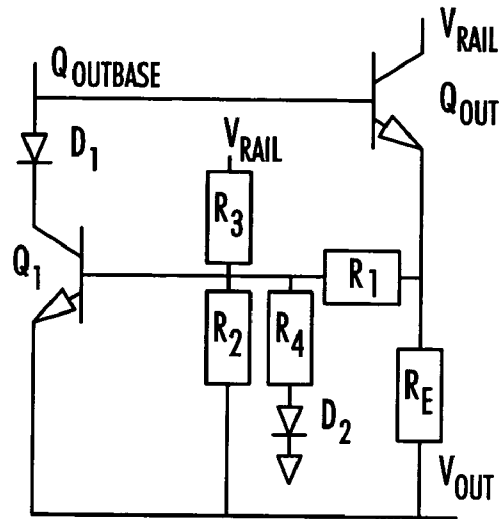 V_RAIL
Q_OUTBASE
Q_OUT
D_1
V_RAIL
R_3
Q_1
R_1
R_2
R_4
R_E
D_2
V_OUT